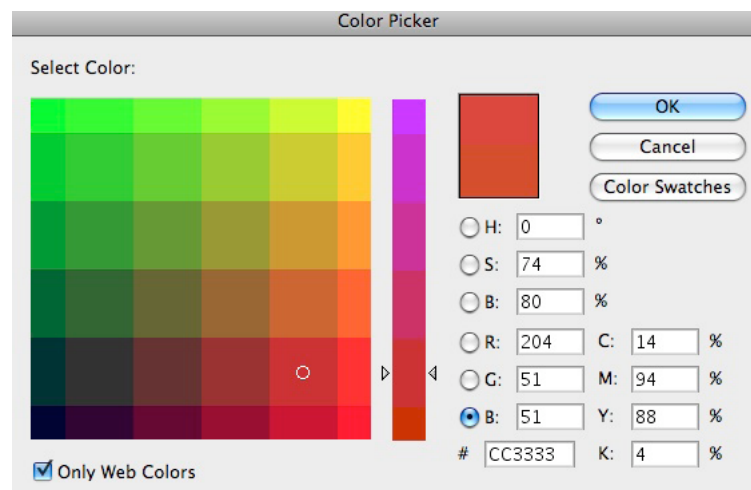 Color Picker
Select Color:
OK
Cancel
Color Swatches
H: 0 °
S: 74 %
B: 80 %
R: 204 C: 14 %
G: 51 M: 94 %
B: 51 Y: 88 %
# CC3333 K: 4 %
Only Web Colors